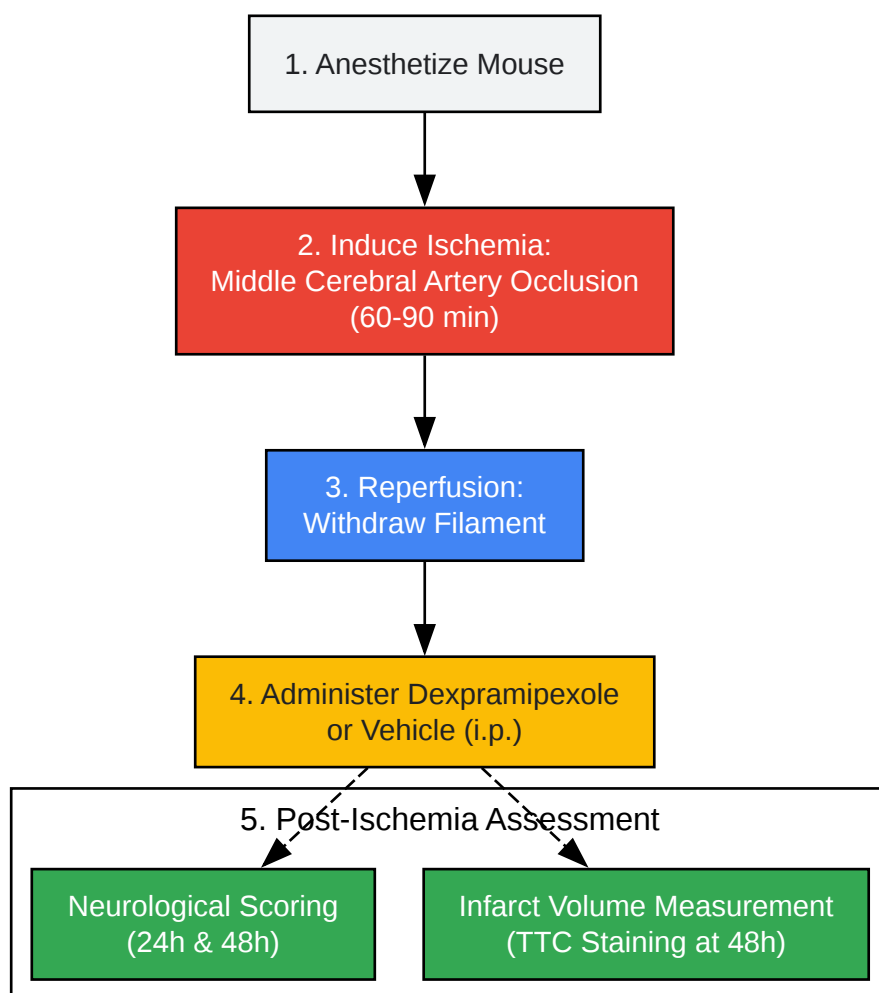 1. Anesthetize Mouse
2. Induce Ischemia:
Middle Cerebral Artery Occlusion
(60-90 min)
3. Reperfusion:
Withdraw Filament
4. Administer Dexpramipexole
or Vehicle (i.p.)
5. Post-Ischemia Assessment
Neurological Scoring
(24h & 48h)
Infarct Volume Measurement
(TTC Staining at 48h)